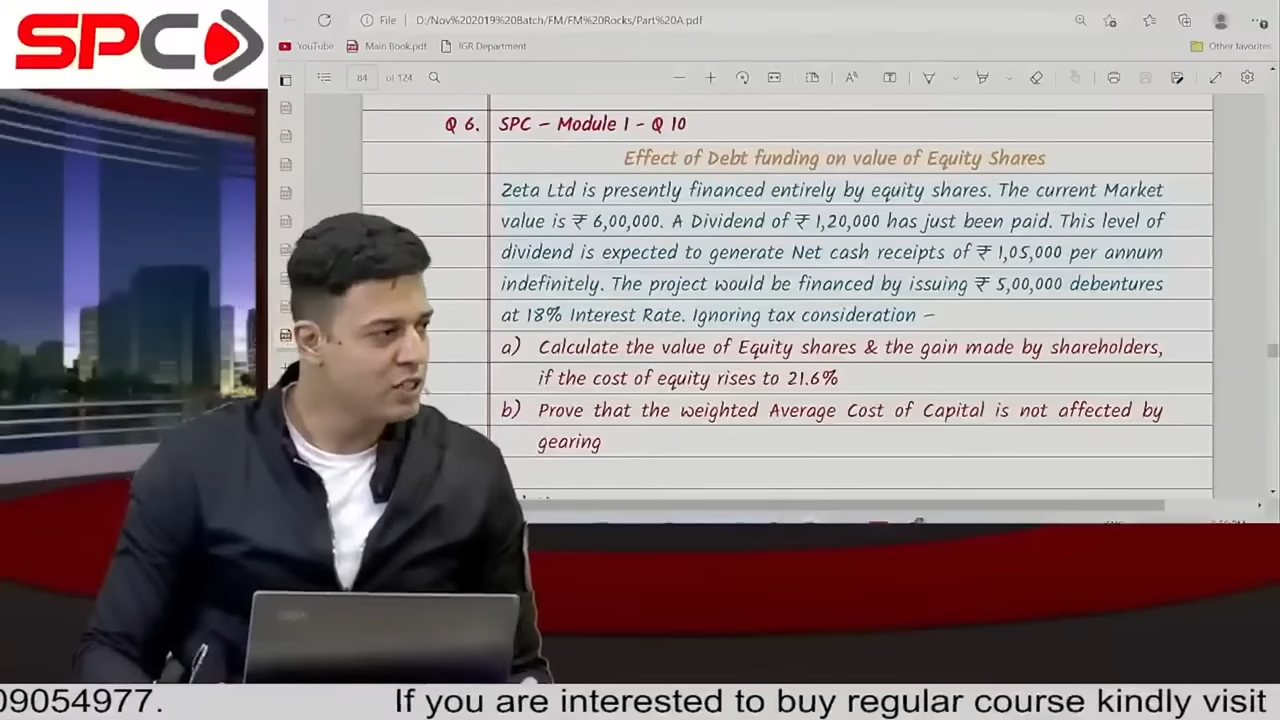 SPC
File D:/Nov%202019%20Batch/FM/FM%20Rocks/Part%20A.pdf
YouTube Main Book.pdf IGR Department Other favorites
84 of 124
Q 6. SPC – Module 1 - Q 10
Effect of Debt funding on value of Equity Shares
Zeta Ltd is presently financed entirely by equity shares. The current Market
value is ₹ 6,00,000. A Dividend of ₹ 1,20,000 has just been paid. This level of
dividend is expected to generate Net cash receipts of ₹ 1,05,000 per annum
indefinitely. The project would be financed by issuing ₹ 5,00,000 debentures
at 18% Interest Rate. Ignoring tax consideration –
a) Calculate the value of Equity shares & the gain made by shareholders,
if the cost of equity rises to 21.6%
b) Prove that the weighted Average Cost of Capital is not affected by
gearing
09054977. If you are interested to buy regular course kindly visit